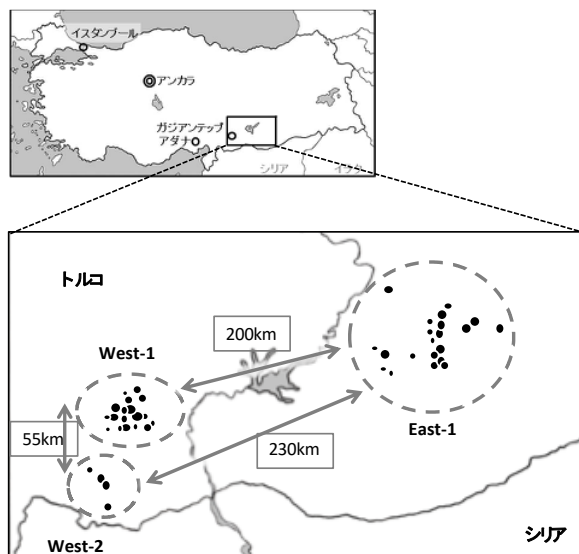 イスタンブール
アンカラ
ガジアンテップ
アダナ
シリア
イラク
トルコ
200km
West-1
55km
East-1
230km
シリア
West-2